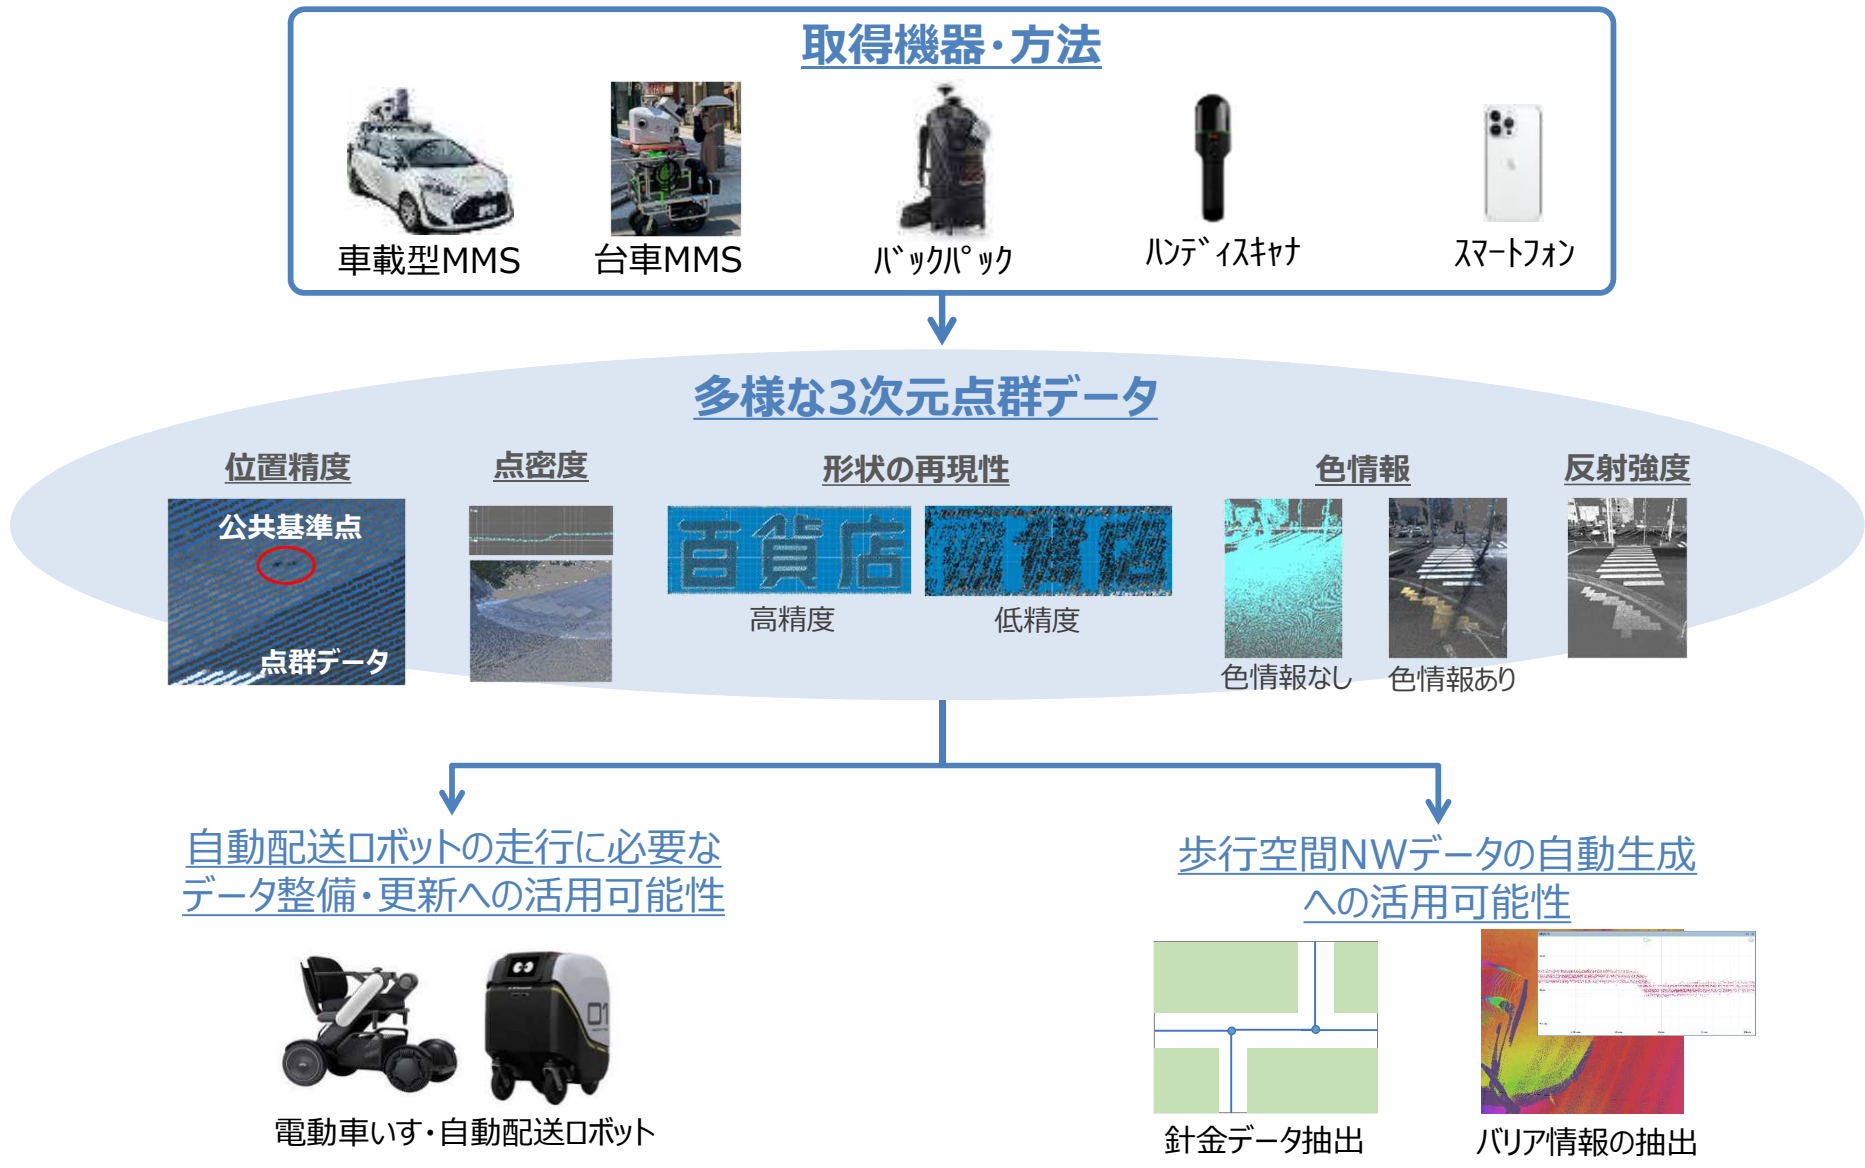 取得機器・方法
車載型MMS
台車MMS
ﾊﾞｯｸﾊﾟｯｸ
ﾊﾝﾃﾞｨｽｷｬﾅ
ｽﾏｰﾄﾌｫﾝ
多様な3次元点群データ
位置精度
点密度
形状の再現性
色情報
反射強度
公共基準点
点群データ
百貨店
百貨店
高精度
低精度
色情報なし
色情報あり
自動配送ロボットの走行に必要な
データ整備・更新への活用可能性
歩行空間NWデータの自動生成
への活用可能性
01
電動車いす・自動配送ロボット
針金データ抽出
バリア情報の抽出